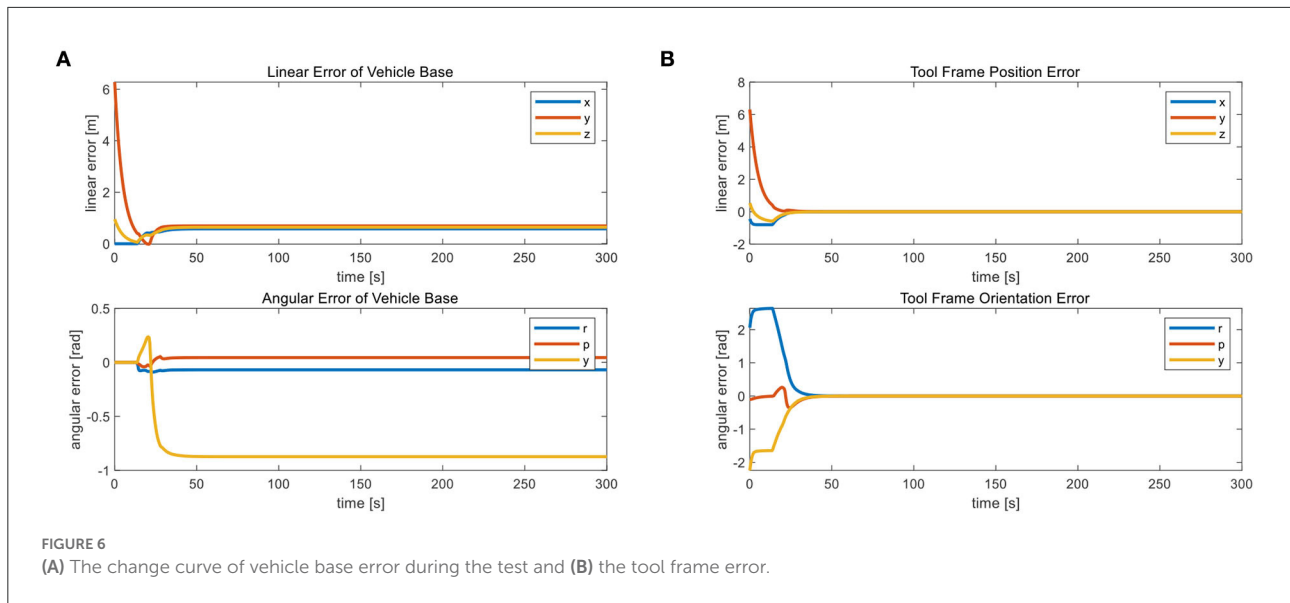 A
Linear Error of Vehicle Base
6
4
2
0
linear error [m]
x
y
z
0 50 100 150 200 250 300
time [s]
Angular Error of Vehicle Base
0.5
0
-0.5
-1
angular error [rad]
r
p
y
0 50 100 150 200 250 300
time [s]
B
Tool Frame Position Error
8
6
4
2
0
-2
linear error [m]
x
y
z
0 50 100 150 200 250 300
time [s]
Tool Frame Orientation Error
2
1
0
-1
-2
angular error [rad]
r
p
y
0 50 100 150 200 250 300
time [s]
FIGURE 6
(A) The change curve of vehicle base error during the test and (B) the tool frame error.